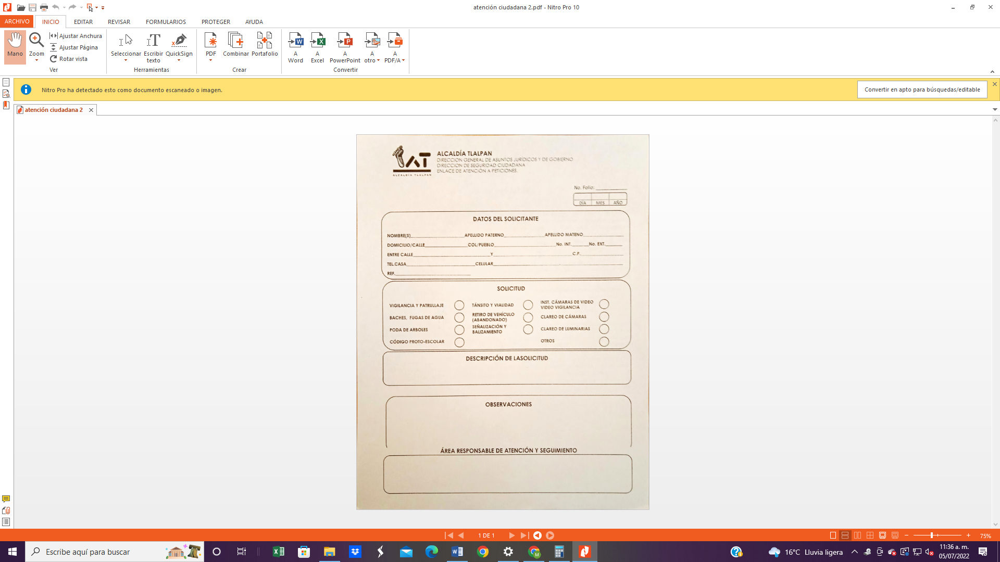 atención ciudadana 2.pdf - Nitro Pro 10
ARCHIVO INICIO EDITAR REVISAR FORMULARIOS PROTEGER AYUDA
Mano Zoom Ajustar Anchura
Ajustar Página
Rotar vista
Ver
Seleccionar Escribir texto QuickSign
Herramientas
PDF Combinar Portafolio
Crear
A Word A Excel A PowerPoint A otro A PDF/A
Convertir
Nitro Pro ha detectado esto como documento escaneado o imagen.
Convertir en apto para búsquedas/editable
atención ciudadana 2
ALCALDÍA TLALPAN
DIRECCION GENERAL DE ASUNTOS JURÍDICOS Y DE GOBIERNO
DIRECCION DE SEGURIDAD CIUDADANA
ENLACE DE ATENCIÓN A PETICIONES.
ALCALDÍA TLALPAN
No. Folio:
DÍA MES AÑO
DATOS DEL SOLICITANTE
NOMBRE(S) APELLIDO PATERNO APELLIDO MATENO
DOMICILIO/CALLE COL/PUEBLO No. INT. No. EXT.
ENTRE CALLE Y C.P.
TEL.CASA CELULAR
REF.
SOLICITUD
VIGILANCIA Y PATRULLAJE TÁNSITO Y VIALIDAD INST. CÁMARAS DE VIDEO
VIDEO VIGILANCIA
BACHES, FUGAS DE AGUA RETIRO DE VEHÍCULO
(ABANDONADO) CLAREO DE CÁMARAS
PODA DE ARBOLES SEÑALIZACIÓN Y
BALIZAMIENTO CLAREO DE LUMINARIAS
CÓDIGO PROTO-ESCOLAR OTROS
DESCRIPCIÓN DE LASOLICITUD
OBSERVACIONES
ÁREA RESPONSABLE DE ATENCIÓN Y SEGUIMIENTO
1 DE 1
75%
Escribe aquí para buscar
16°C Lluvia ligera
11:36 a. m.
05/07/2022